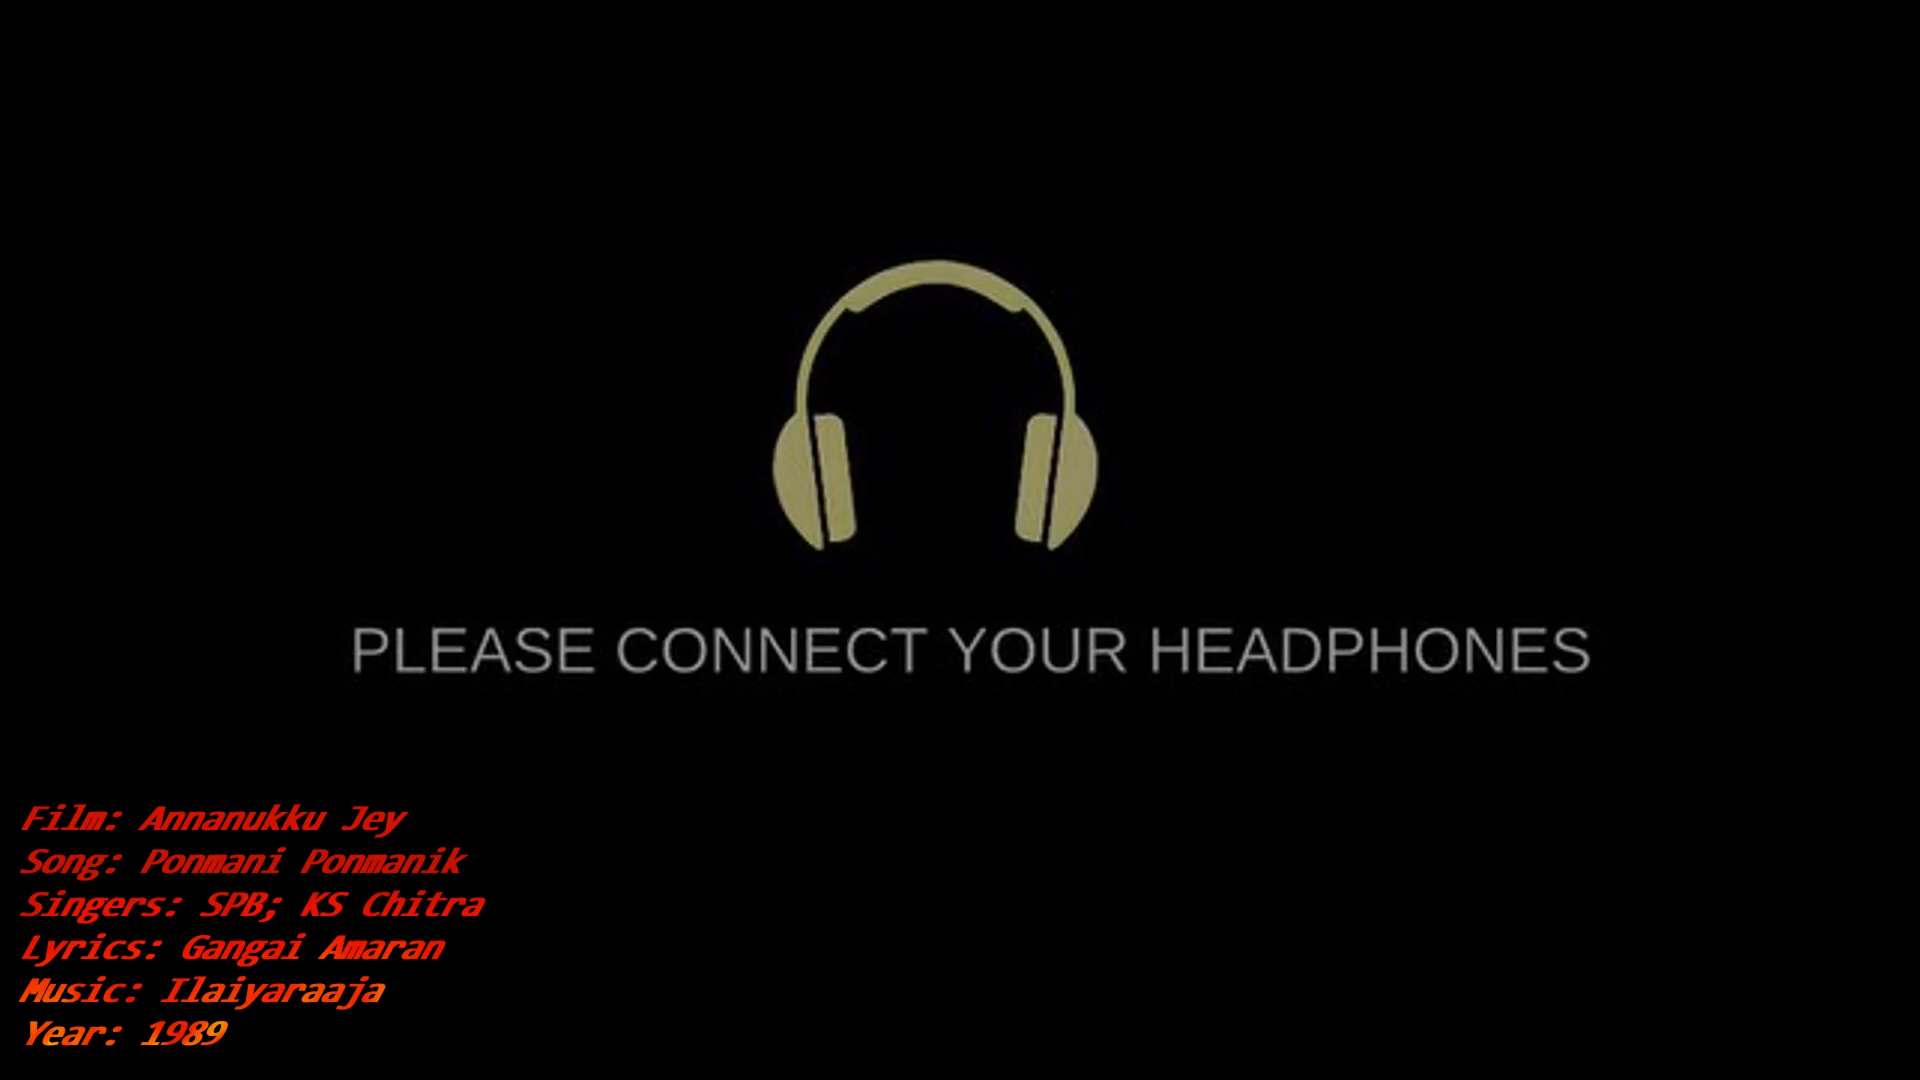 PLEASE CONNECT YOUR HEADPHONES
Film: Annanukku Jey
Song: Ponmani Ponmanik
Singers: SPB; KS Chitra
Lyrics: Gangai Amaran
Music: Ilaiyaraaja
Year: 1989